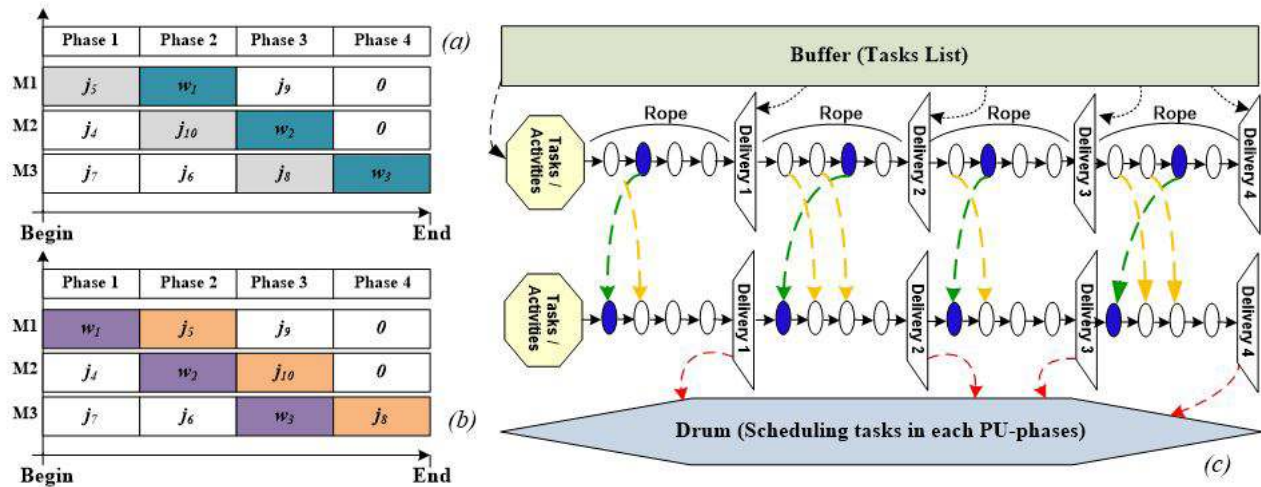 Phase 1 Phase 2 Phase 3 Phase 4
(a)
M1 j5 w1 j9 0
M2 j4 j10 w2 0
M3 j7 j6 j8 w3
Begin End
Phase 1 Phase 2 Phase 3 Phase 4
M1 w1 j5 j9 0
M2 j4 w2 j10 0
M3 j7 j6 w3 j8
(b)
Begin End
Buffer (Tasks List)
Rope Rope Rope Rope
Tasks /
Activities
Delivery 1
Delivery 2
Delivery 3
Delivery 4
Tasks /
Activities
Delivery 1
Delivery 2
Delivery 3
Delivery 4
Drum (Scheduling tasks in each PU-phases)
(c)